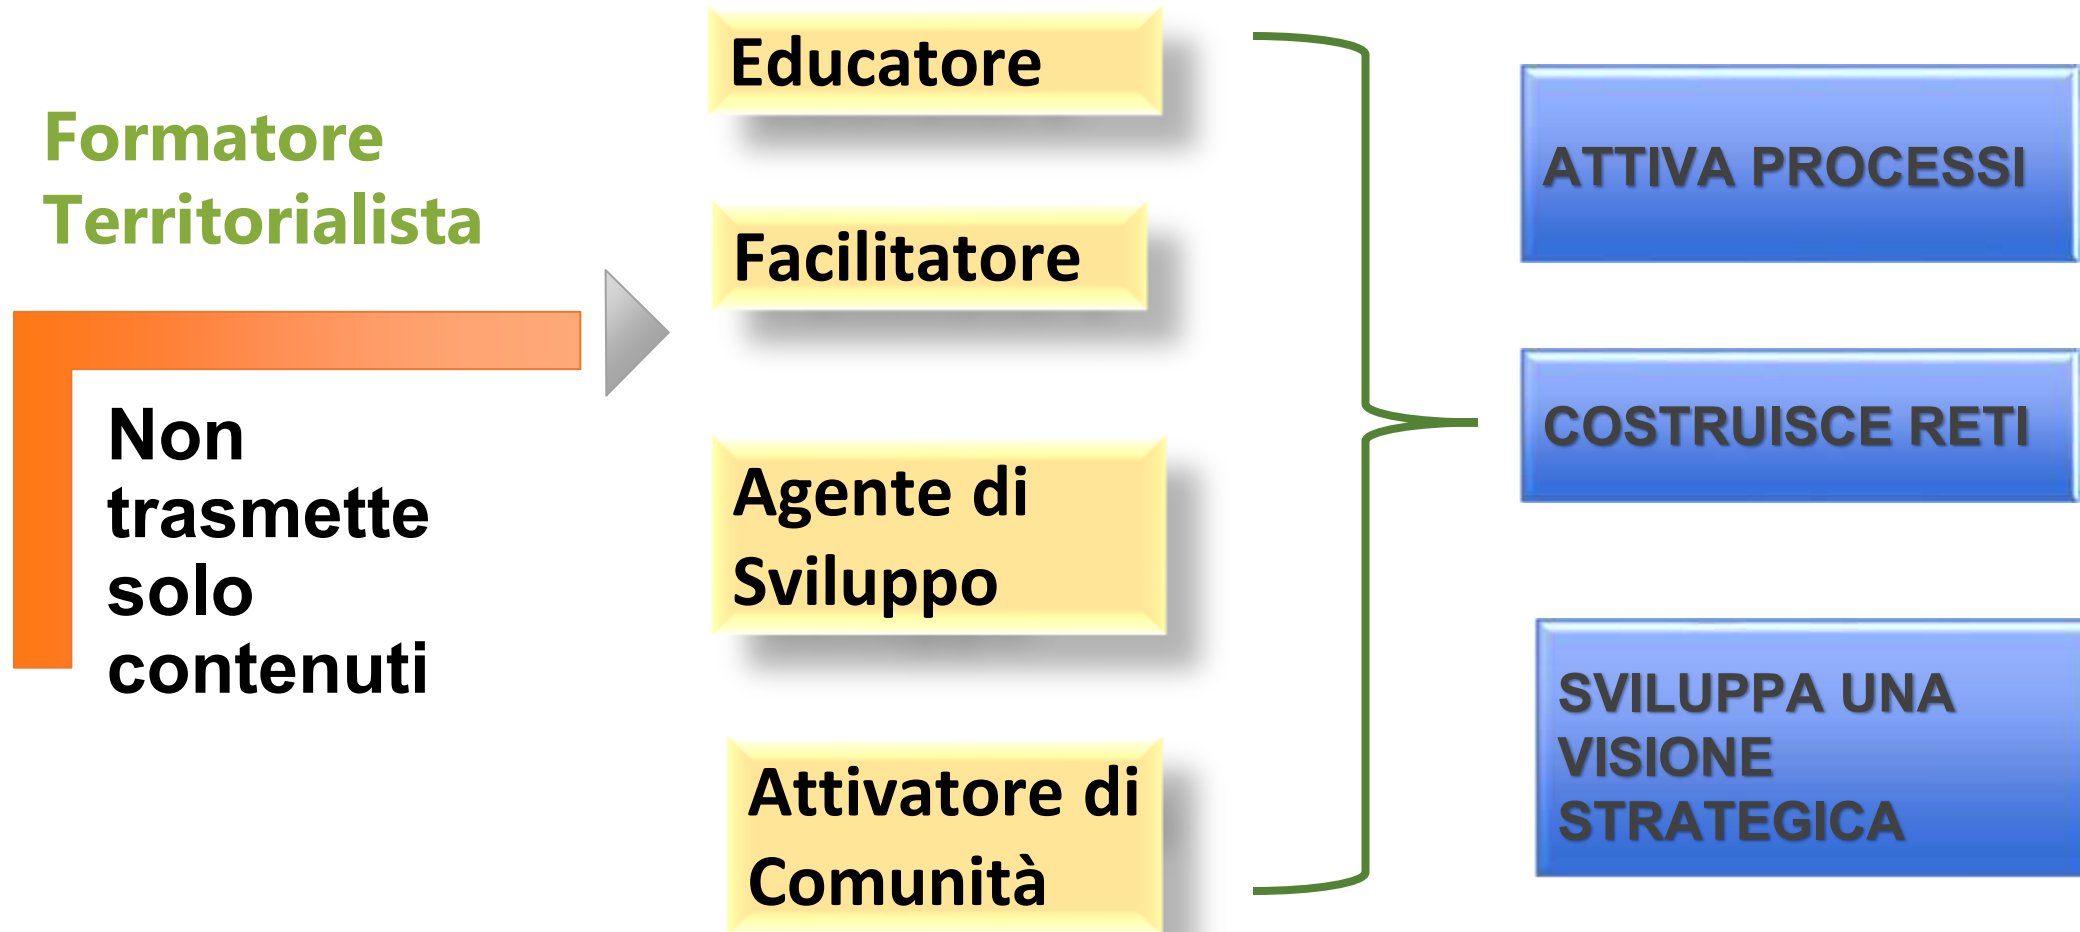 Formatore
Territorialista
Non
trasmette
solo
contenuti
Educatore
Facilitatore
Agente di
Sviluppo
Attivatore di
Comunità
ATTIVA PROCESSI
COSTRUISCE RETI
SVILUPPA UNA
VISIONE
STRATEGICA